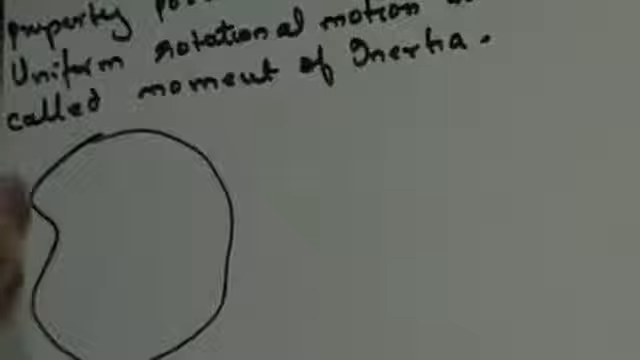 property
Uniform rotational motion
called moment of Inertia.